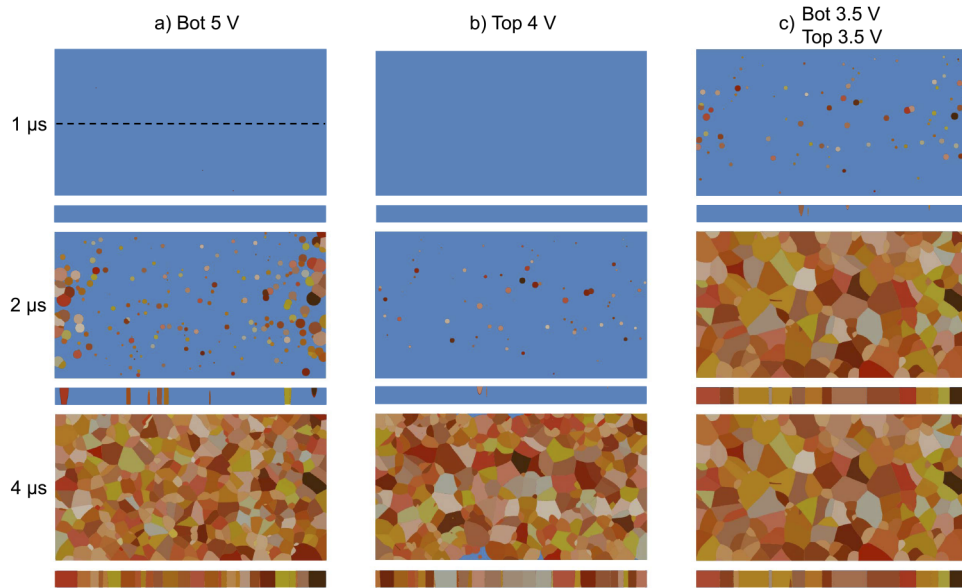 a) Bot 5 V
b) Top 4 V
c) Bot 3.5 V
Top 3.5 V
1 µs
2 µs
4 µs